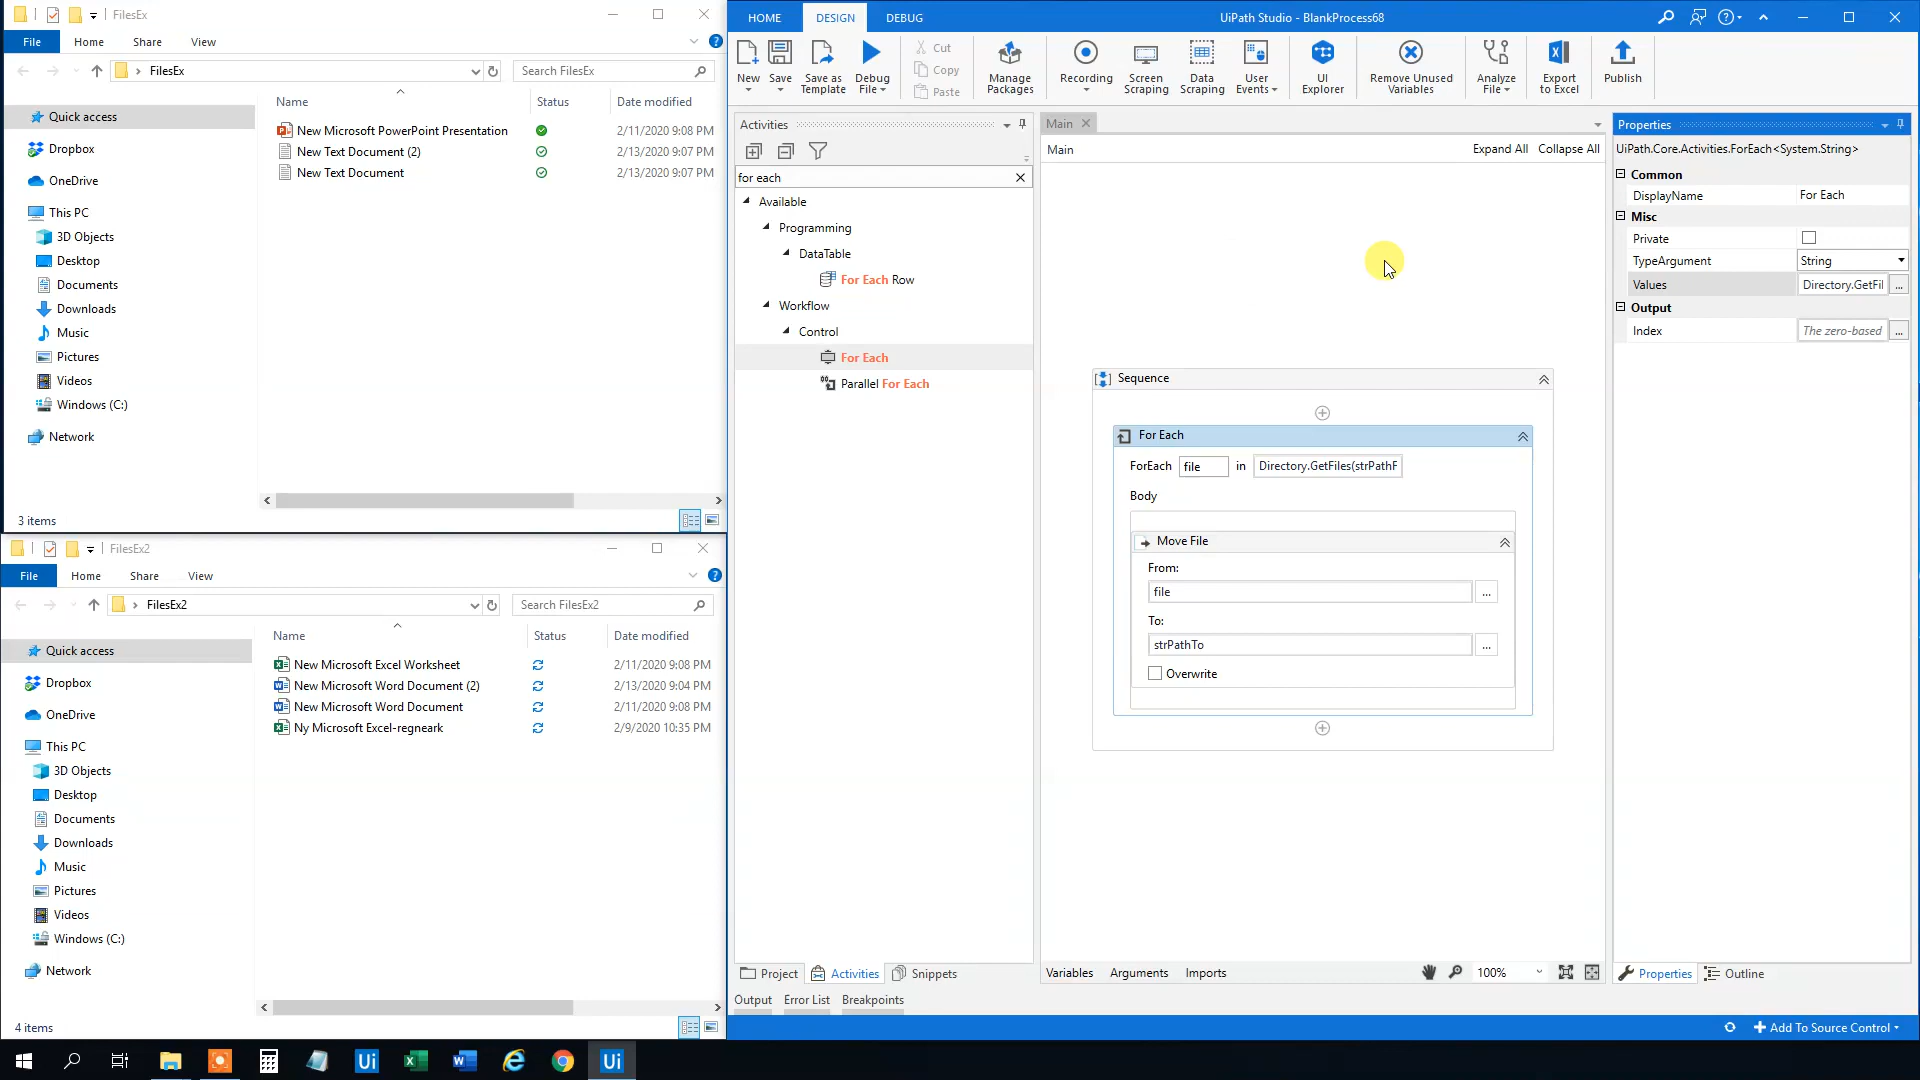 FilesEx
File Home Share View
FilesEx
Search FilesEx
Name Status Date modified
Quick access
Dropbox
OneDrive
This PC
3D Objects
Desktop
Documents
Downloads
Music
Pictures
Videos
Windows (C:)
Network
New Microsoft PowerPoint Presentation 2/11/2020 9:08 PM
New Text Document (2) 2/13/2020 9:07 PM
New Text Document 2/13/2020 9:07 PM
3 items
FilesEx2
File Home Share View
FilesEx2
Search FilesEx2
Name Status Date modified
Quick access
Dropbox
OneDrive
This PC
3D Objects
Desktop
Documents
Downloads
Music
Pictures
Videos
Windows (C:)
Network
New Microsoft Excel Worksheet 2/11/2020 9:08 PM
New Microsoft Word Document (2) 2/13/2020 9:04 PM
New Microsoft Word Document 2/11/2020 9:08 PM
Ny Microsoft Excel-regneark 2/9/2020 10:35 PM
4 items
HOME DESIGN DEBUG
UiPath Studio - BlankProcess68
New
Save
Save as Template
Debug File
Cut
Copy
Paste
Manage Packages
Recording
Screen Scraping
Data Scraping
User Events
UI Explorer
Remove Unused Variables
Analyze File
Export to Excel
Publish
Activities
for each
Available
Programming
DataTable
For Each Row
Workflow
Control
For Each
Parallel For Each
Project Activities Snippets
Output Error List Breakpoints
Main
Main Expand All Collapse All
Sequence
For Each
ForEach file in Directory.GetFiles(strPathF
Body
Move File
From:
file ...
To:
strPathTo ...
Overwrite
Variables Arguments Imports 100%
Properties
UiPath.Core.Activities.ForEach<System.String>
Common
DisplayName For Each
Misc
Private
TypeArgument String
Values Directory.GetFil ...
Output
Index The zero-based ...
Properties Outline
Add To Source Control
Ui
Ui